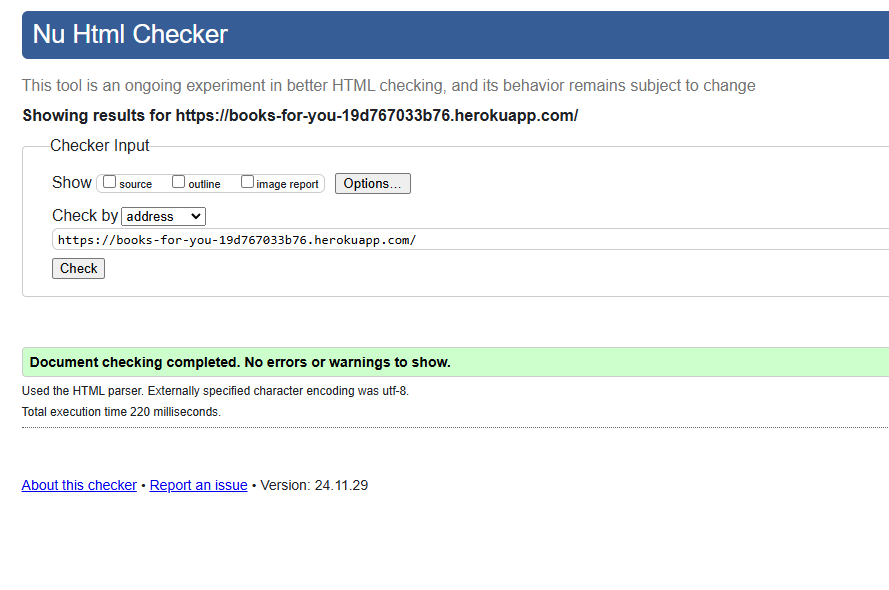 Nu Html Checker
This tool is an ongoing experiment in better HTML checking, and its behavior remains subject to change
Showing results for https://books-for-you-19d767033b76.herokuapp.com/
Checker Input
Show source outline image report Options...
Check by address
https://books-for-you-19d767033b76.herokuapp.com/
Check
Document checking completed. No errors or warnings to show.
Used the HTML parser. Externally specified character encoding was utf-8.
Total execution time 220 milliseconds.
About this checker • Report an issue • Version: 24.11.29